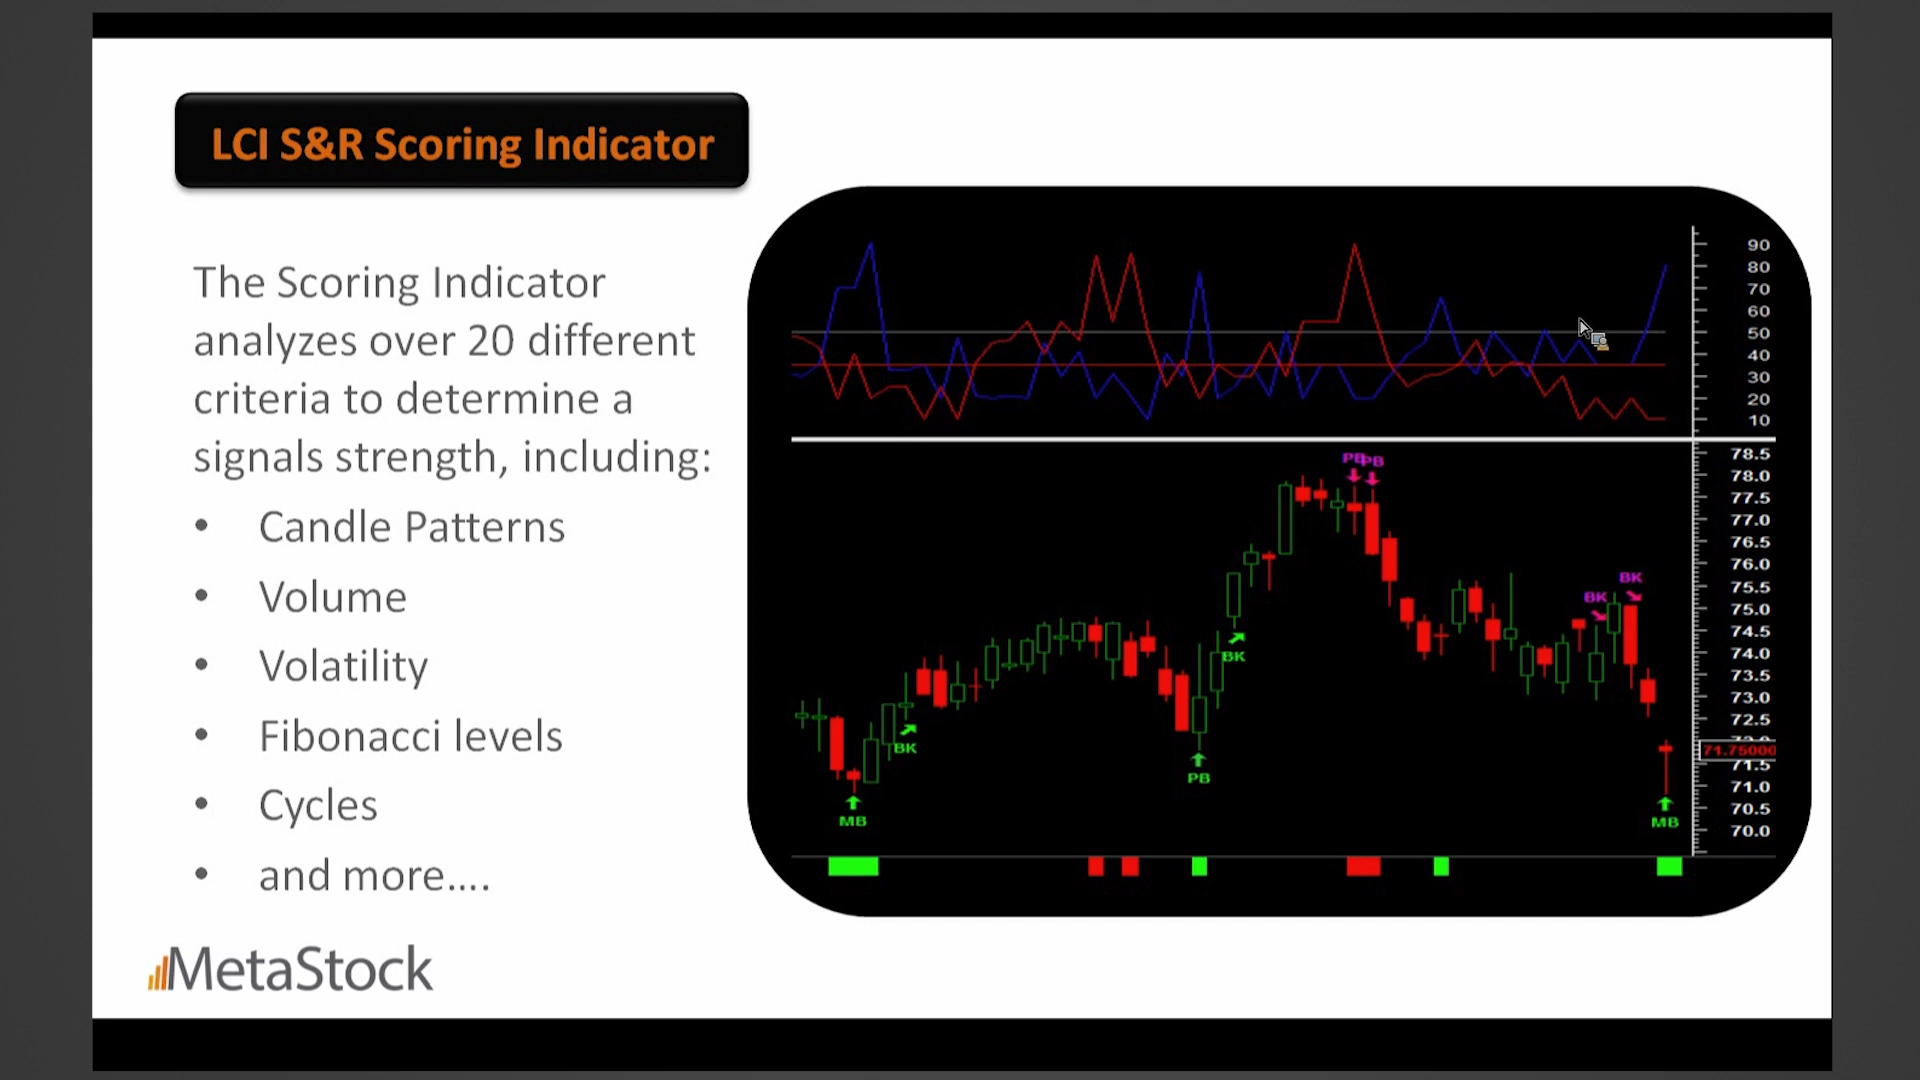 LCI S&R Scoring Indicator
The Scoring Indicator
analyzes over 20 different
criteria to determine a
signals strength, including:
• Candle Patterns
• Volume
• Volatility
• Fibonacci levels
• Cycles
• and more....
MetaStock
90
80
70
60
50
40
30
20
10
78.5
78.0
77.5
77.0
76.5
76.0
75.5
75.0
74.5
74.0
73.5
73.0
72.5
71.75000
71.5
71.0
70.5
70.0
PB
PB
BK
BK
BK
BK
PB
MB
MB